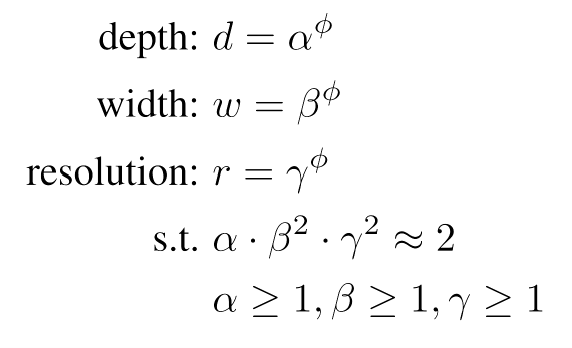 depth: d = α^ϕ
width: w = β^ϕ
resolution: r = γ^ϕ
s.t. α · β² · γ² ≈ 2
α ≥ 1, β ≥ 1, γ ≥ 1